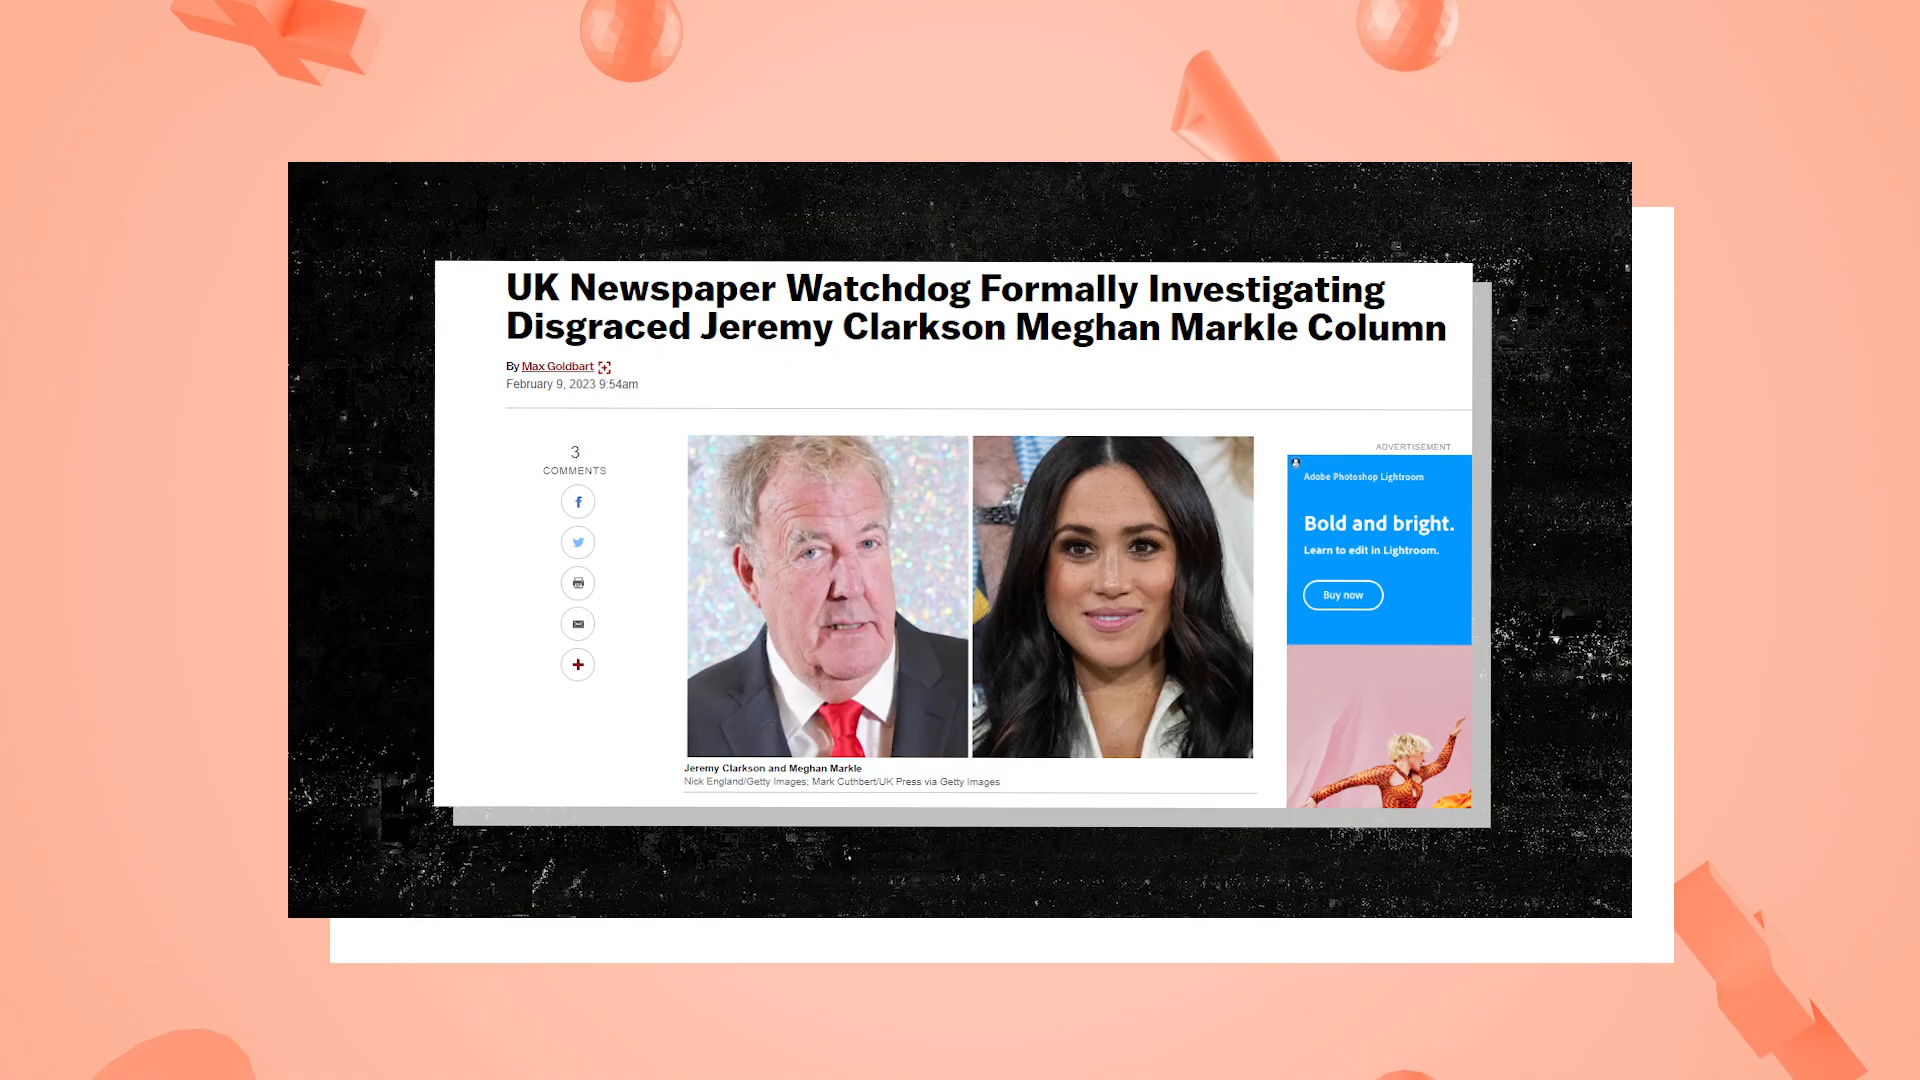 UK Newspaper Watchdog Formally Investigating
Disgraced Jeremy Clarkson Meghan Markle Column
By Max Goldbart
February 9, 2023 9:54am
3
COMMENTS
ADVERTISEMENT
Adobe Photoshop Lightroom
Bold and bright.
Learn to edit in Lightroom.
Buy now
Jeremy Clarkson and Meghan Markle
Nick England/Getty Images; Mark Cuthbert/UK Press via Getty Images